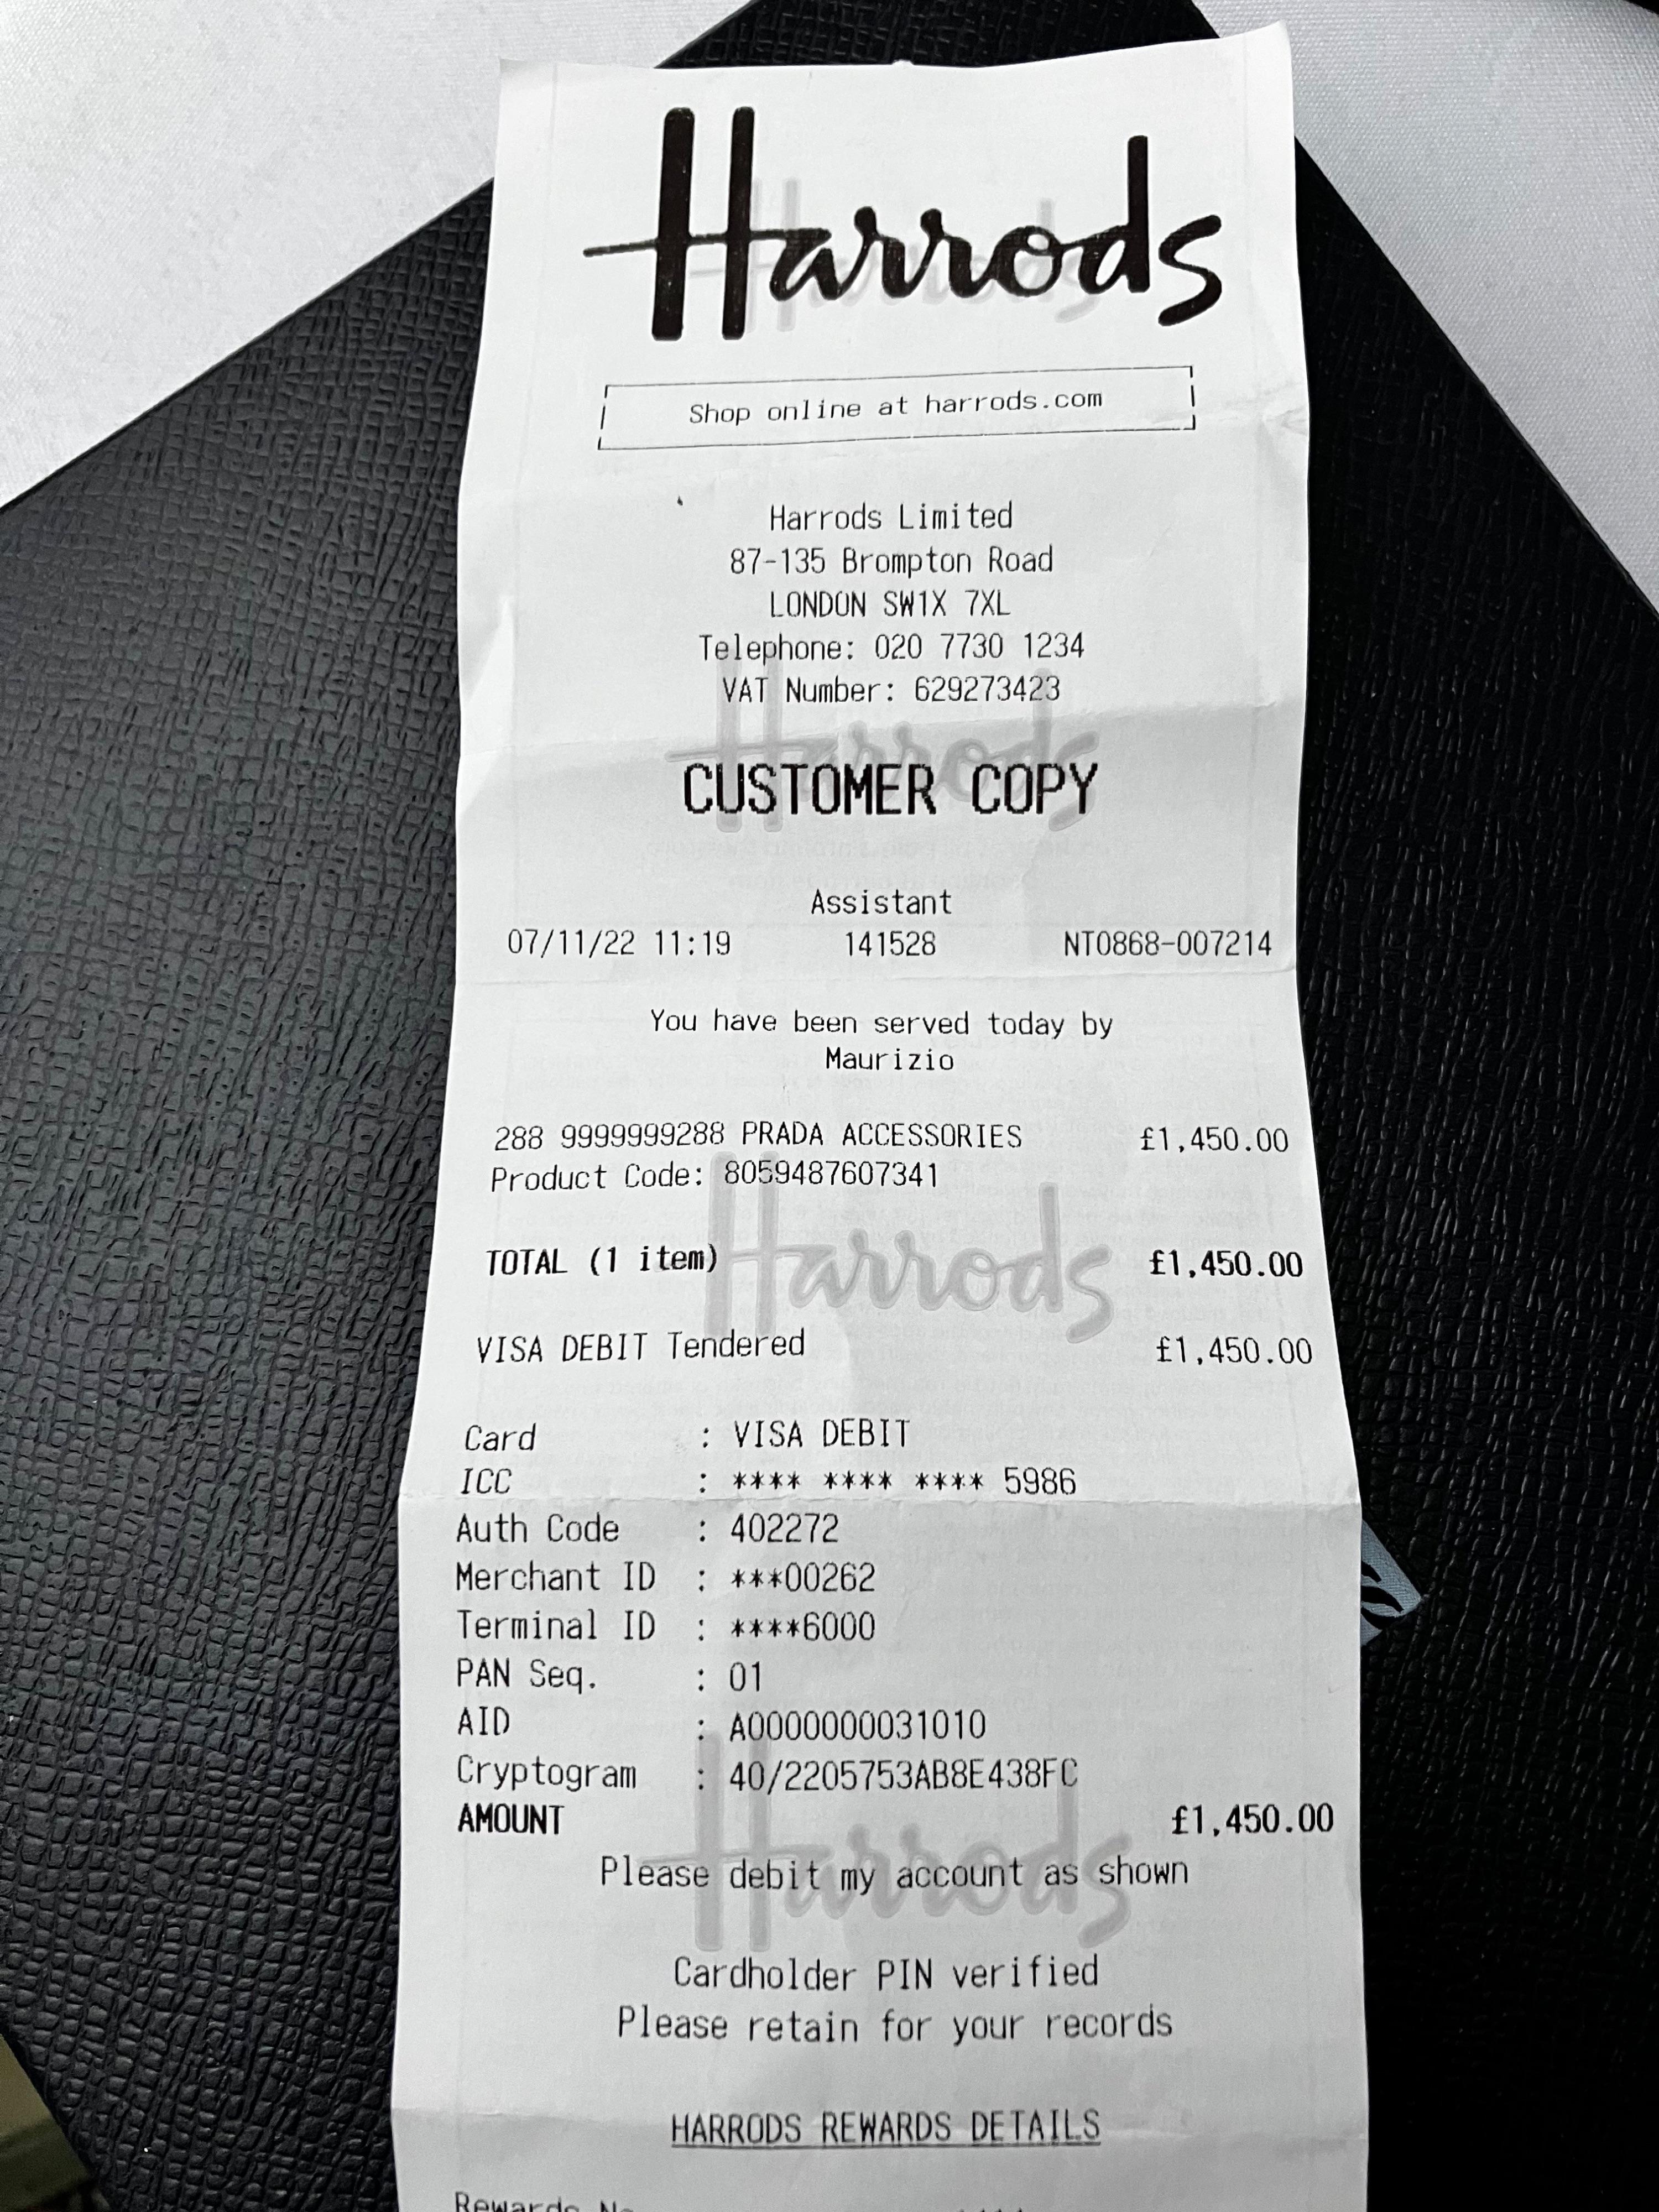 Harrods
Shop online at harrods.com
Harrods Limited
87-135 Brompton Road
LONDON SW1X 7XL
Telephone: 020 7730 1234
VAT Number: 629273423
CUSTOMER COPY
Assistant
07/11/22 11:19 141528 NT0868-007214
You have been served today by
Maurizio
288 9999999288 PRADA ACCESSORIES £1,450.00
Product Code: 8059487607341
TOTAL (1 item) £1,450.00
VISA DEBIT Tendered £1,450.00
Card : VISA DEBIT
ICC : **** **** **** 5986
Auth Code : 402272
Merchant ID : ***00262
Terminal ID : ****6000
PAN Seq. : 01
AID : A0000000031010
Cryptogram : 40/2205753AB8E438FC
AMOUNT £1,450.00
Please debit my account as shown
Cardholder PIN verified
Please retain for your records
HARRODS REWARDS DETAILS
Rewards